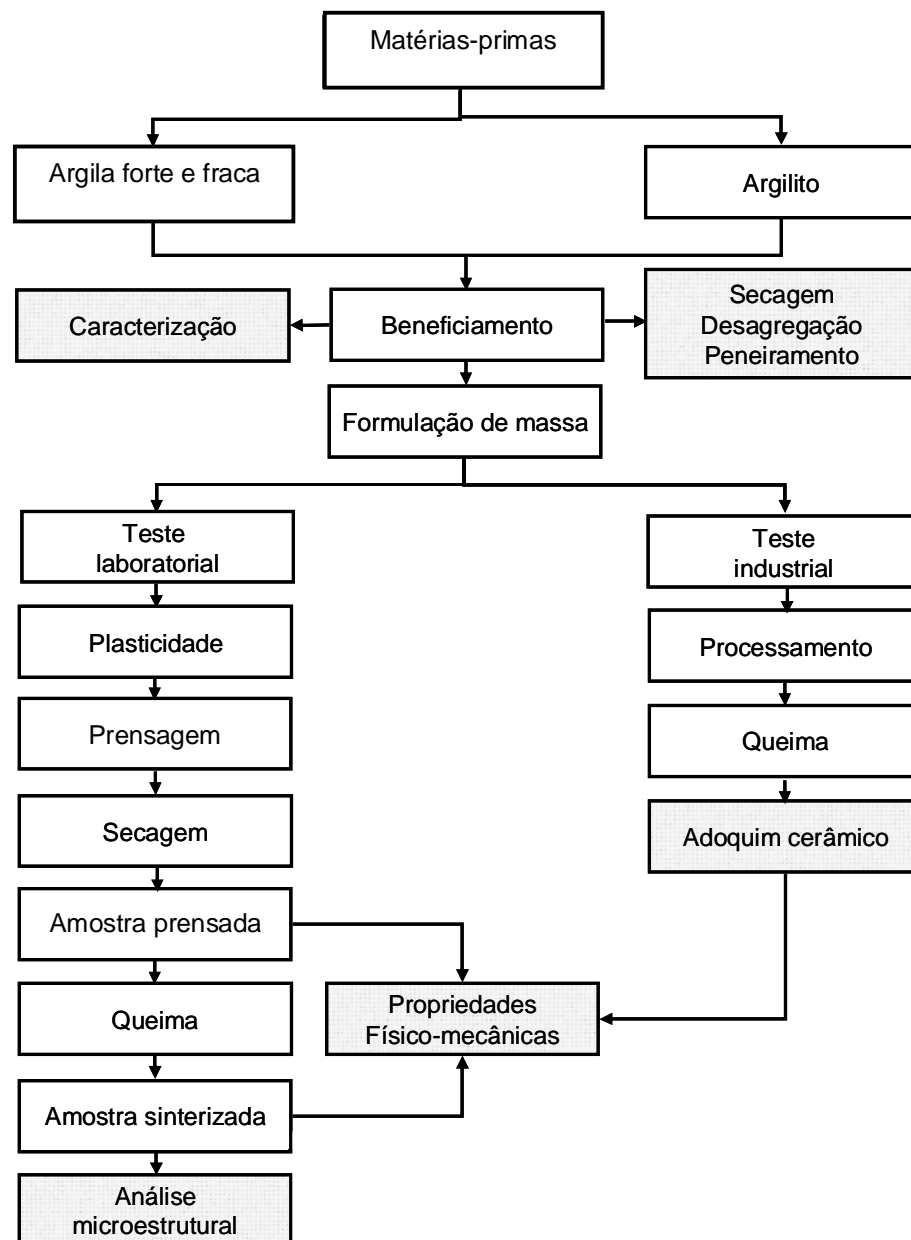 Matérias-primas
Argila forte e fraca
Argilito
Caracterização
Beneficiamento
Secagem
Desagregação
Peneiramento
Formulação de massa
Teste
laboratorial
Plasticidade
Prensagem
Secagem
Amostra prensada
Queima
Amostra sinterizada
Análise
microestrutural
Teste
industrial
Processamento
Queima
Adoquim cerâmico
Propriedades
Físico-mecânicas